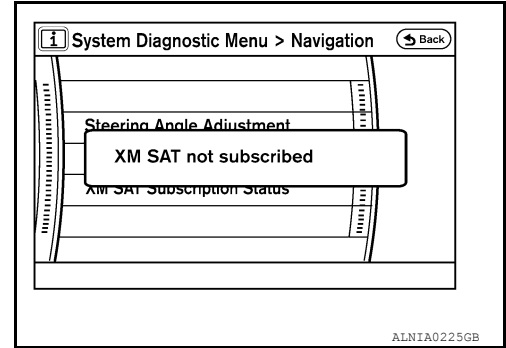 i System Diagnostic Menu > Navigation Back
Steering Angle Adjustment
XM SAT not subscribed
XM SAT Subscription Status
ALNIA0225GB